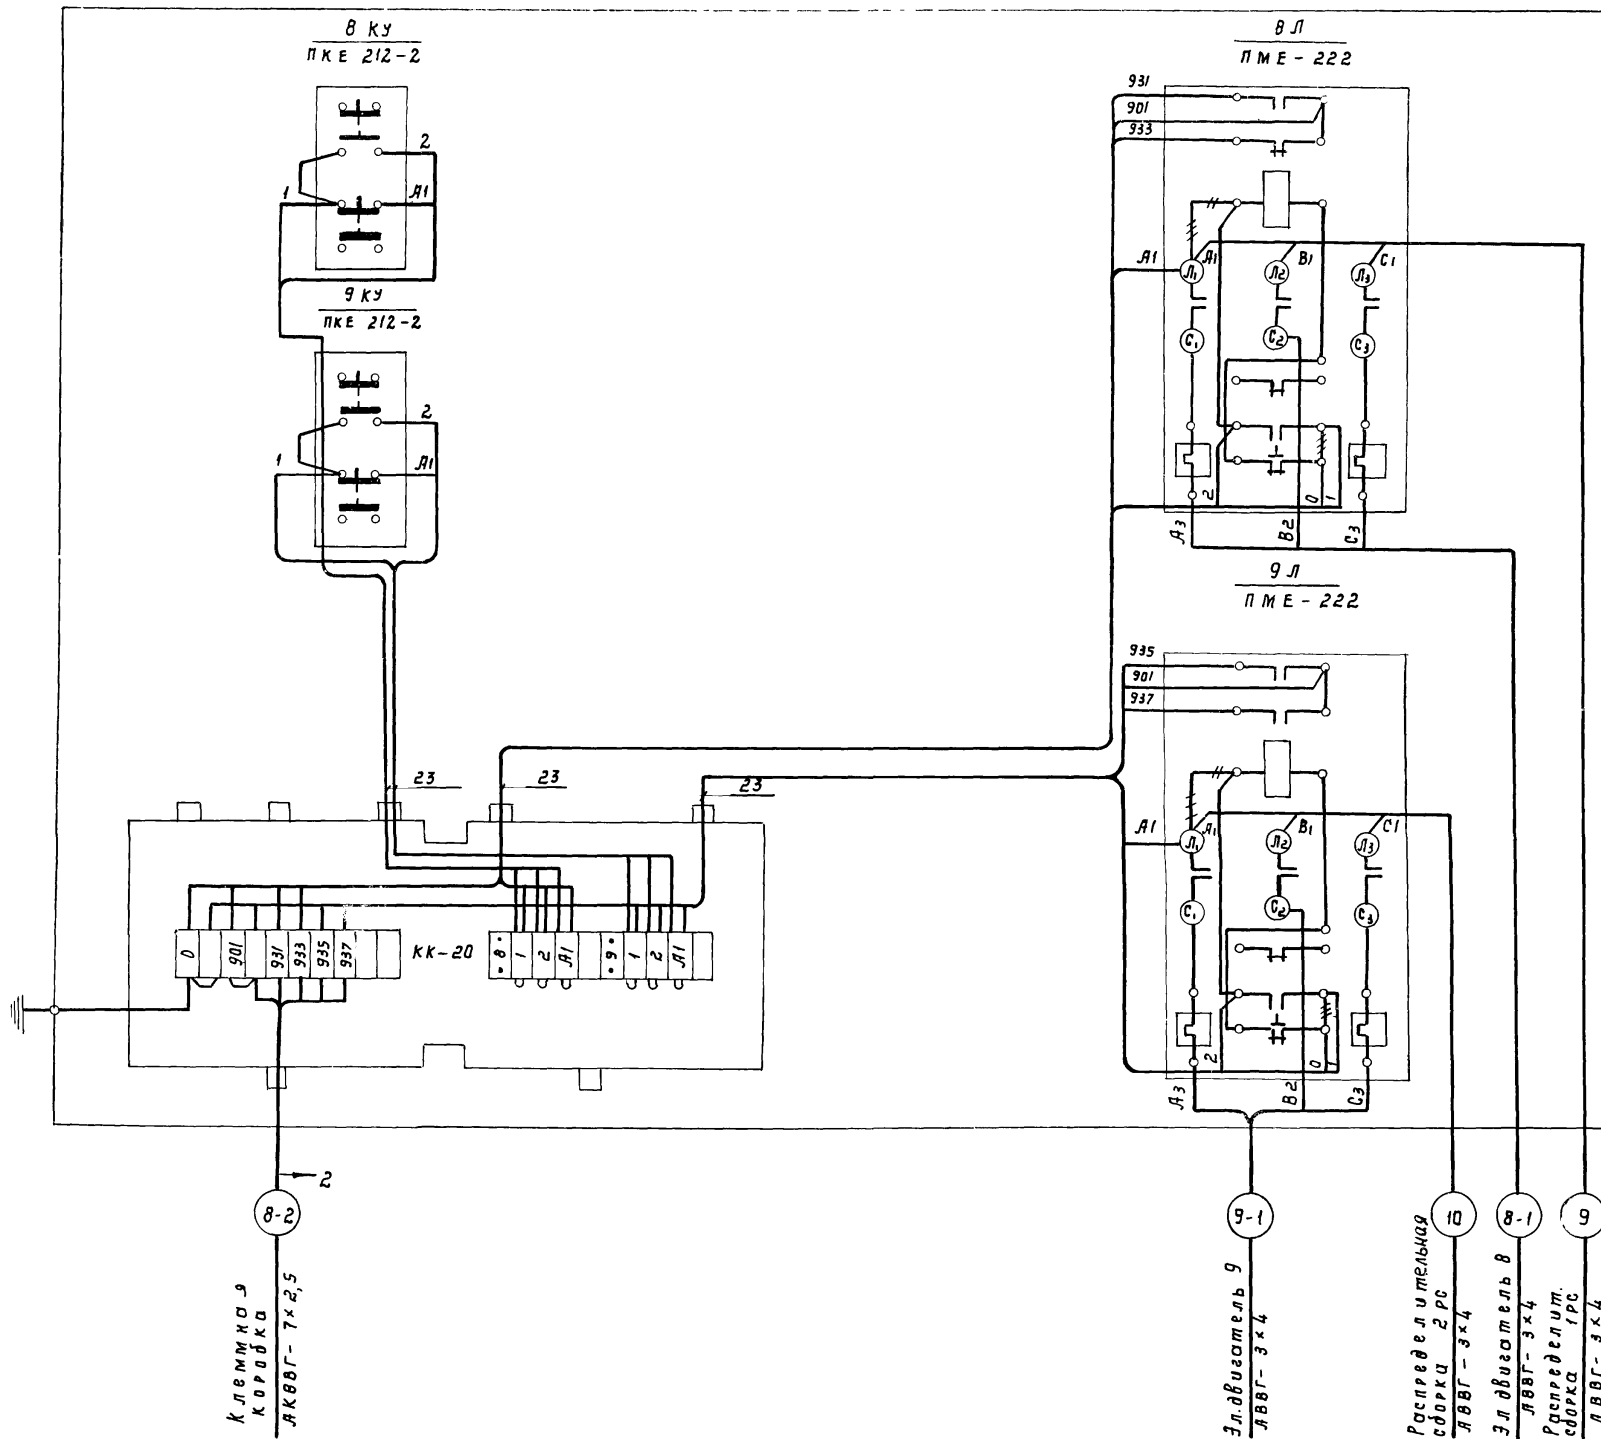 8 КУ
ПКЕ 212-2
2
1
А1
9 КУ
ПКЕ 212-2
2
1
А1
8 Л
ПМЕ-222
931
901
933
А1
Л1
А1
В1
Л2
С1
Л3
С1
С2
С3
2
0
1
А3
В2
С3
9 Л
ПМЕ-222
935
901
937
А1
Л1
А1
В1
Л2
С1
Л3
С1
С2
С3
2
0
1
А3
В2
С3
23
23
23
0
901
931
933
935
937
КК-20
8
1
2
А1
9
1
2
А1
2
8-2
9-1
10
8-1
9
Клеммная
коробка
АКВВГ-7×2,5
Эл.двигатель 9
АВВГ-3×4
Распределительная
сборка 2РС
АВВГ-3×4
Эл двигатель 8
АВВГ-3×4
Распределит.
сборка 1РС
АВВГ-3×4